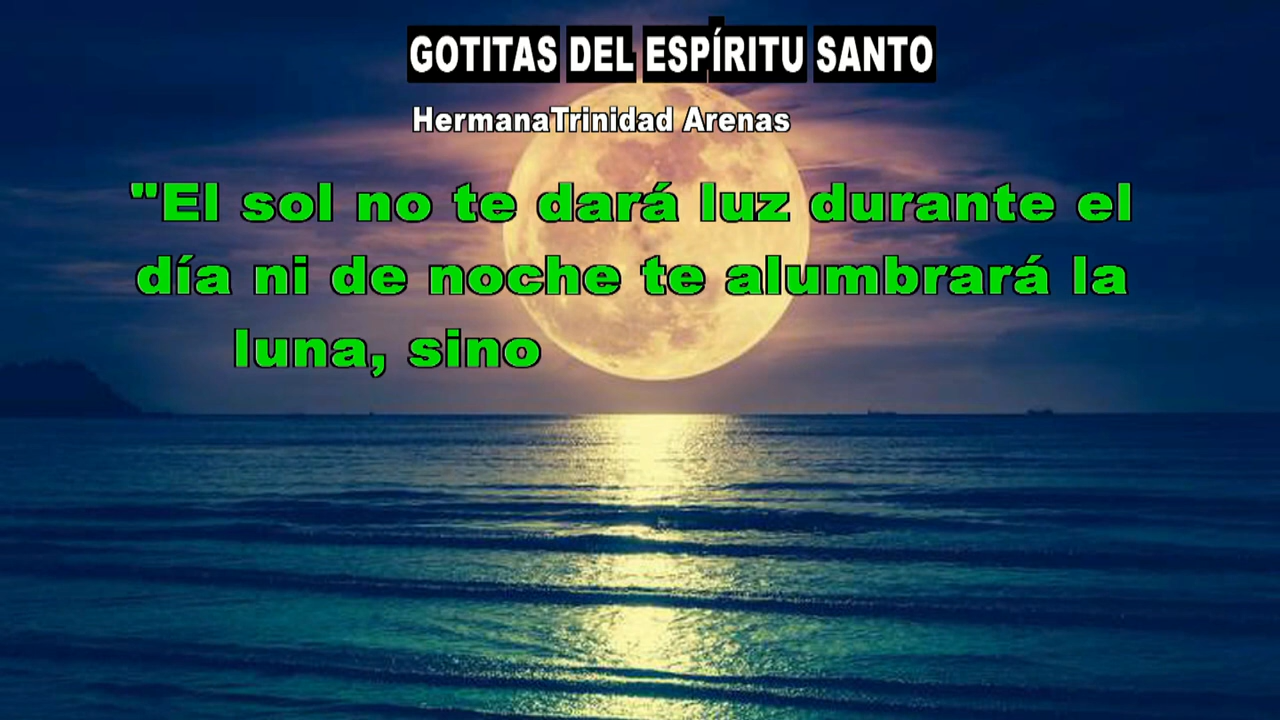 GOTITAS DEL ESPÍRITU SANTO
HermanaTrinidad Arenas
"El sol no te dará luz durante el
día ni de noche te alumbrará la
luna, sino